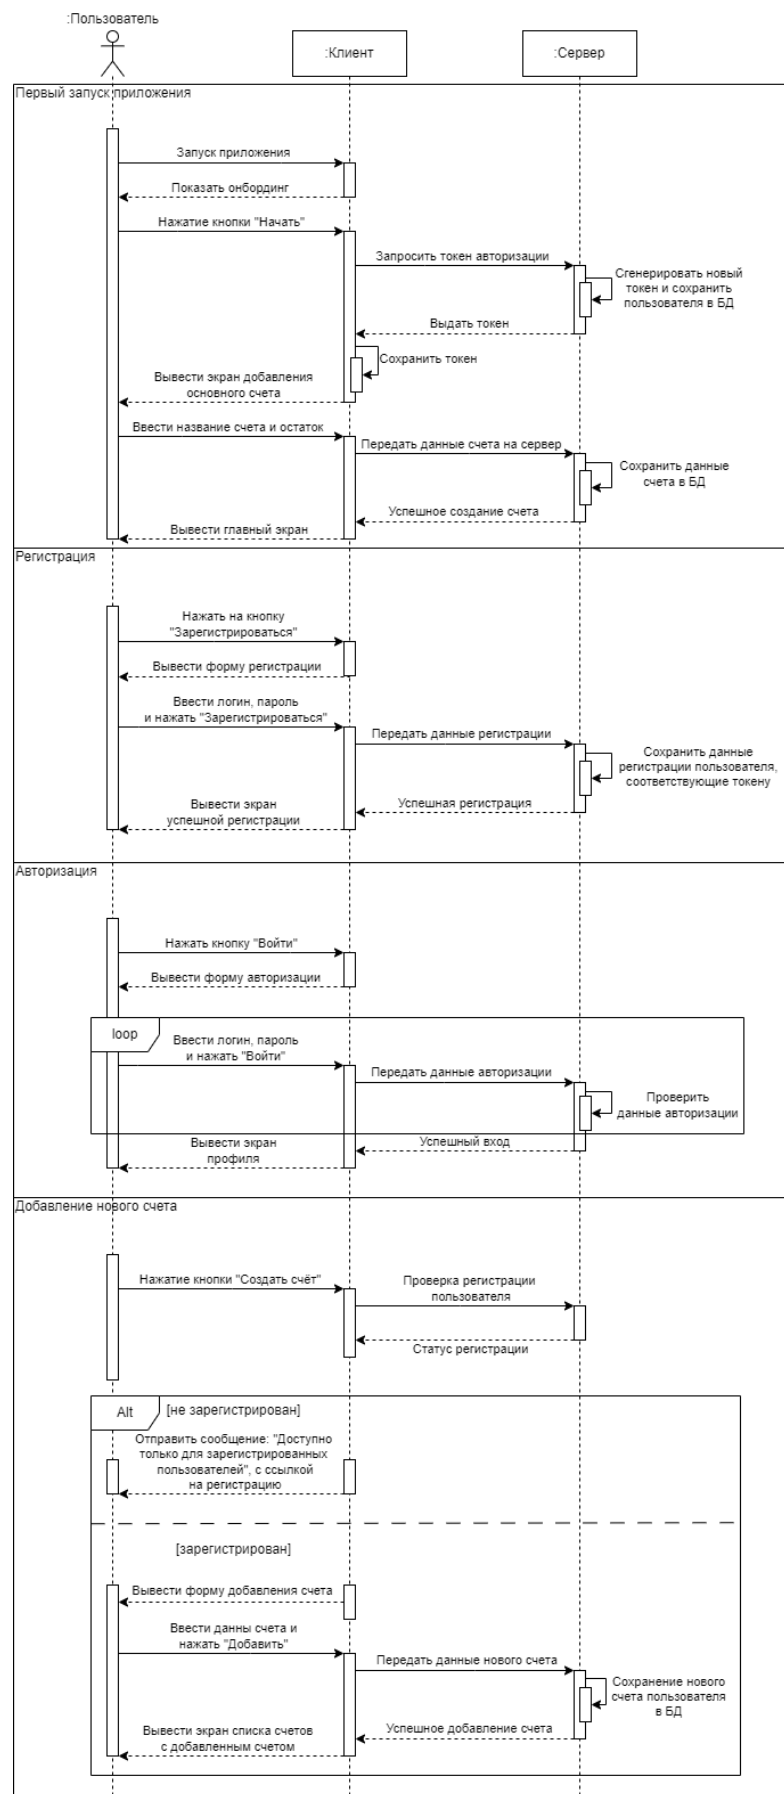 :Пользователь
:Клиент
:Сервер
Первый запуск приложения
Запуск приложения
Показать онбординг
Нажатие кнопки "Начать"
Запросить токен авторизации
Сгенерировать новый
токен и сохранить
пользователя в БД
Выдать токен
Сохранить токен
Вывести экран добавления
основного счета
Ввести название счета и остаток
Передать данные счета на сервер
Сохранить данные
счета в БД
Успешное создание счета
Вывести главный экран
Регистрация
Нажать на кнопку
"Зарегистрироваться"
Вывести форму регистрации
Ввести логин, пароль
и нажать "Зарегистрироваться"
Передать данные регистрации
Сохранить данные
регистрации пользователя,
соответствующие токену
Успешная регистрация
Вывести экран
успешной регистрации
Авторизация
Нажать кнопку "Войти"
Вывести форму авторизации
loop
Ввести логин, пароль
и нажать "Войти"
Передать данные авторизации
Проверить
данные авторизации
Успешный вход
Вывести экран
профиля
Добавление нового счета
Нажатие кнопки "Создать счёт"
Проверка регистрации
пользователя
Статус регистрации
Alt
[не зарегистрирован]
Отправить сообщение: "Доступно
только для зарегистрированных
пользователей", с ссылкой
на регистрацию
[зарегистрирован]
Вывести форму добавления счета
Ввести данны счета и
нажать "Добавить"
Передать данные нового счета
Сохранение нового
счета пользователя
в БД
Успешное добавление счета
Вывести экран списка счетов
с добавленным счетом